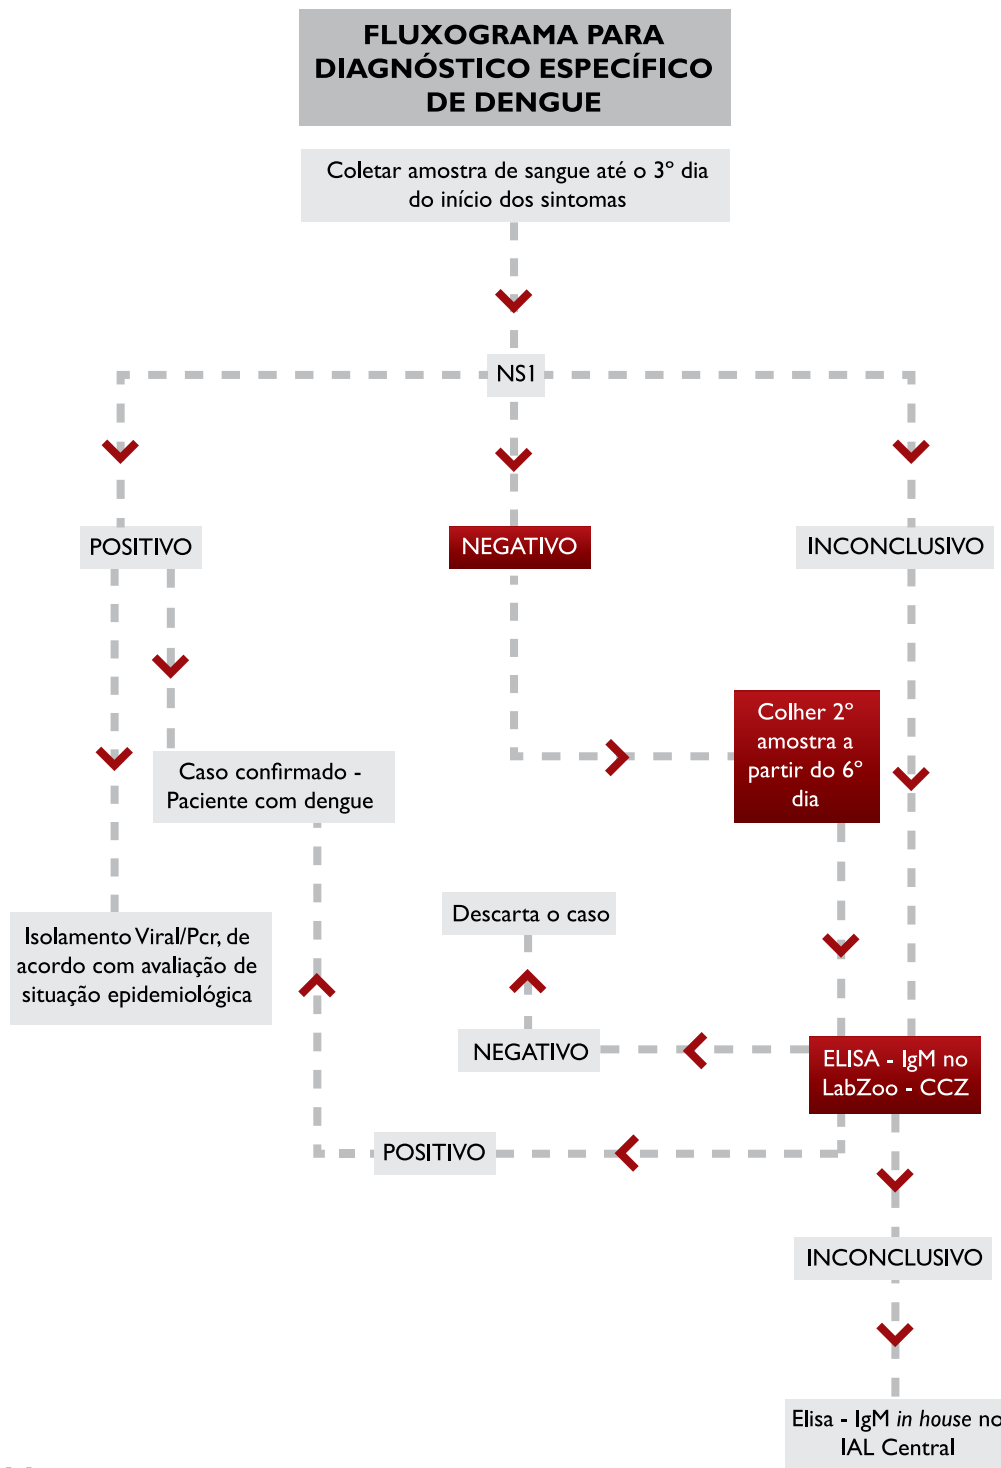 FLUXOGRAMA PARA
DIAGNÓSTICO ESPECÍFICO
DE DENGUE
Coletar amostra de sangue até o 3º dia
do início dos sintomas
NS1
POSITIVO
NEGATIVO
INCONCLUSIVO
Colher 2º
amostra a
partir do 6º
dia
Caso confirmado -
Paciente com dengue
Descarta o caso
Isolamento Viral/Pcr, de
acordo com avaliação de
situação epidemiológica
NEGATIVO
ELISA - IgM no
LabZoo - CCZ
POSITIVO
INCONCLUSIVO
Elisa - IgM in house no
IAL Central